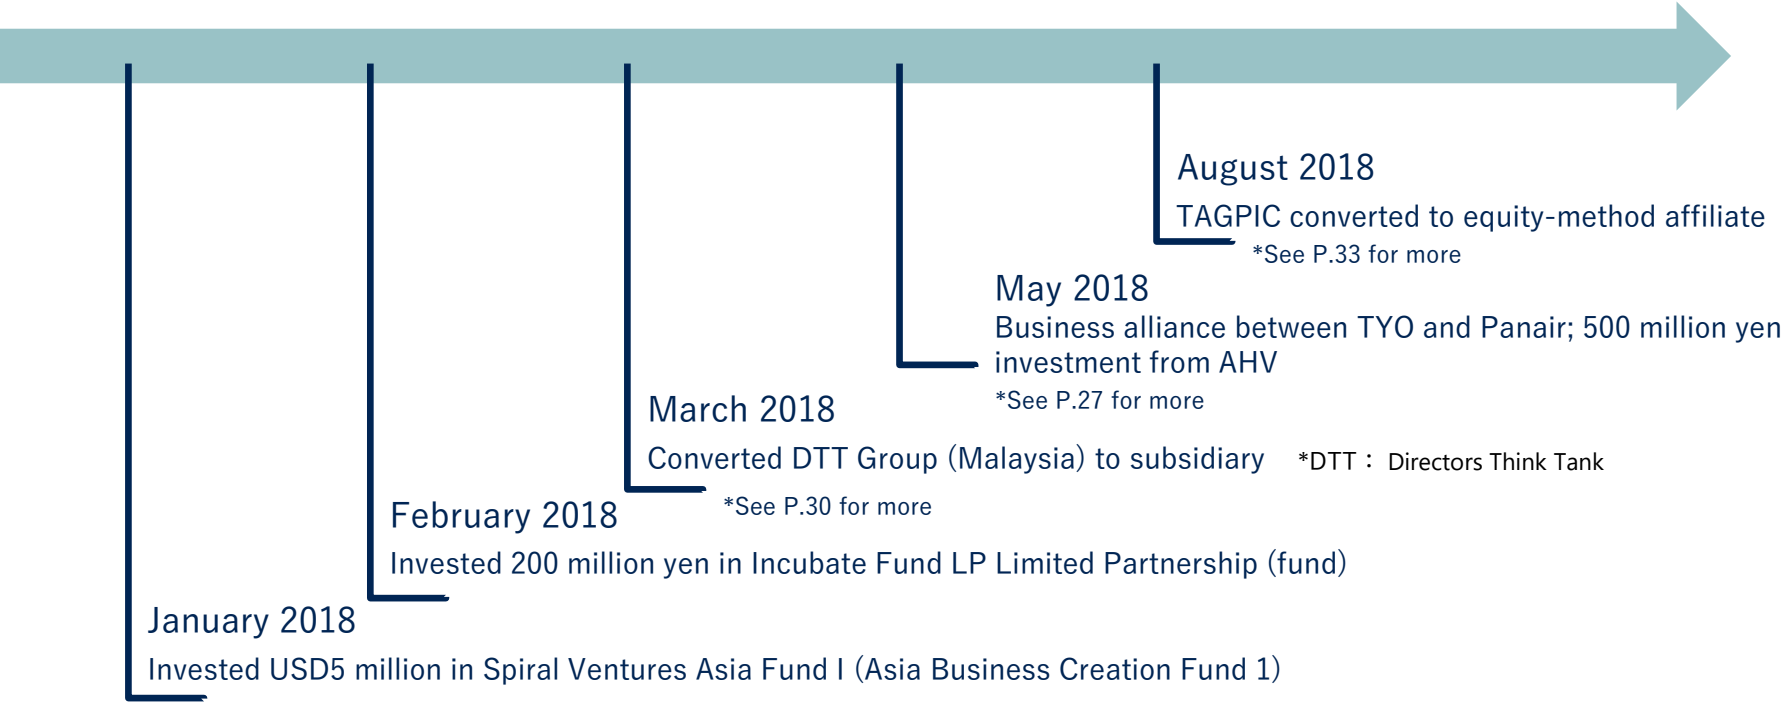 August 2018
TAGPIC converted to equity-method affiliate
*See P.33 for more
May 2018
Business alliance between TYO and Panair; 500 million yen
investment from AHV
*See P.27 for more
March 2018
Converted DTT Group (Malaysia) to subsidiary *DTT： Directors Think Tank
*See P.30 for more
February 2018
Invested 200 million yen in Incubate Fund LP Limited Partnership (fund)
January 2018
Invested USD5 million in Spiral Ventures Asia Fund I (Asia Business Creation Fund 1)